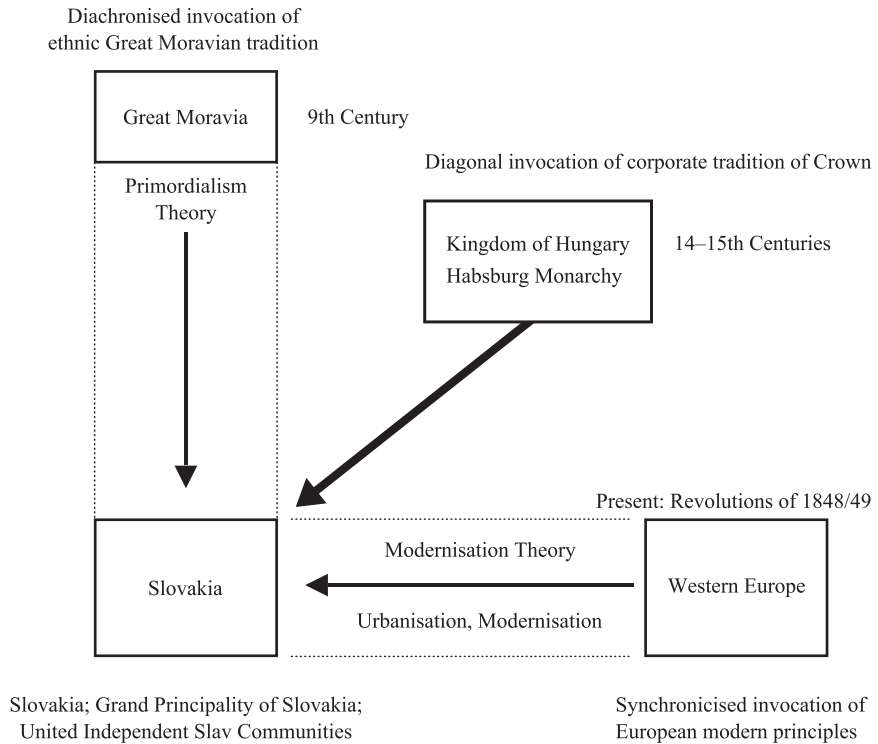 Diachronised invocation of
ethnic Great Moravian tradition
Great Moravia
9th Century
Primordialism
Theory
Diagonal invocation of corporate tradition of Crown
Kingdom of Hungary
Habsburg Monarchy
14–15th Centuries
Present: Revolutions of 1848/49
Modernisation Theory
Slovakia
Western Europe
Urbanisation, Modernisation
Slovakia; Grand Principality of Slovakia;
United Independent Slav Communities
Synchronicised invocation of
European modern principles